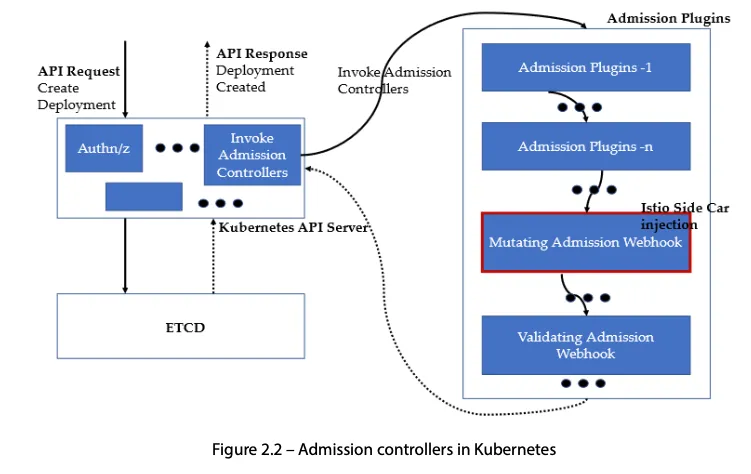 Admission Plugins
API Request
Create
Deployment
API Response
Deployment
Created
Invoke Admission
Controllers
Authn/z
Invoke
Admission
Controllers
Kubernetes API Server
ETCD
Admission Plugins -1
Admission Plugins -n
Istio Side Car
injection
Mutating Admission Webhook
Validating Admission
Webhook
Figure 2.2 – Admission controllers in Kubernetes